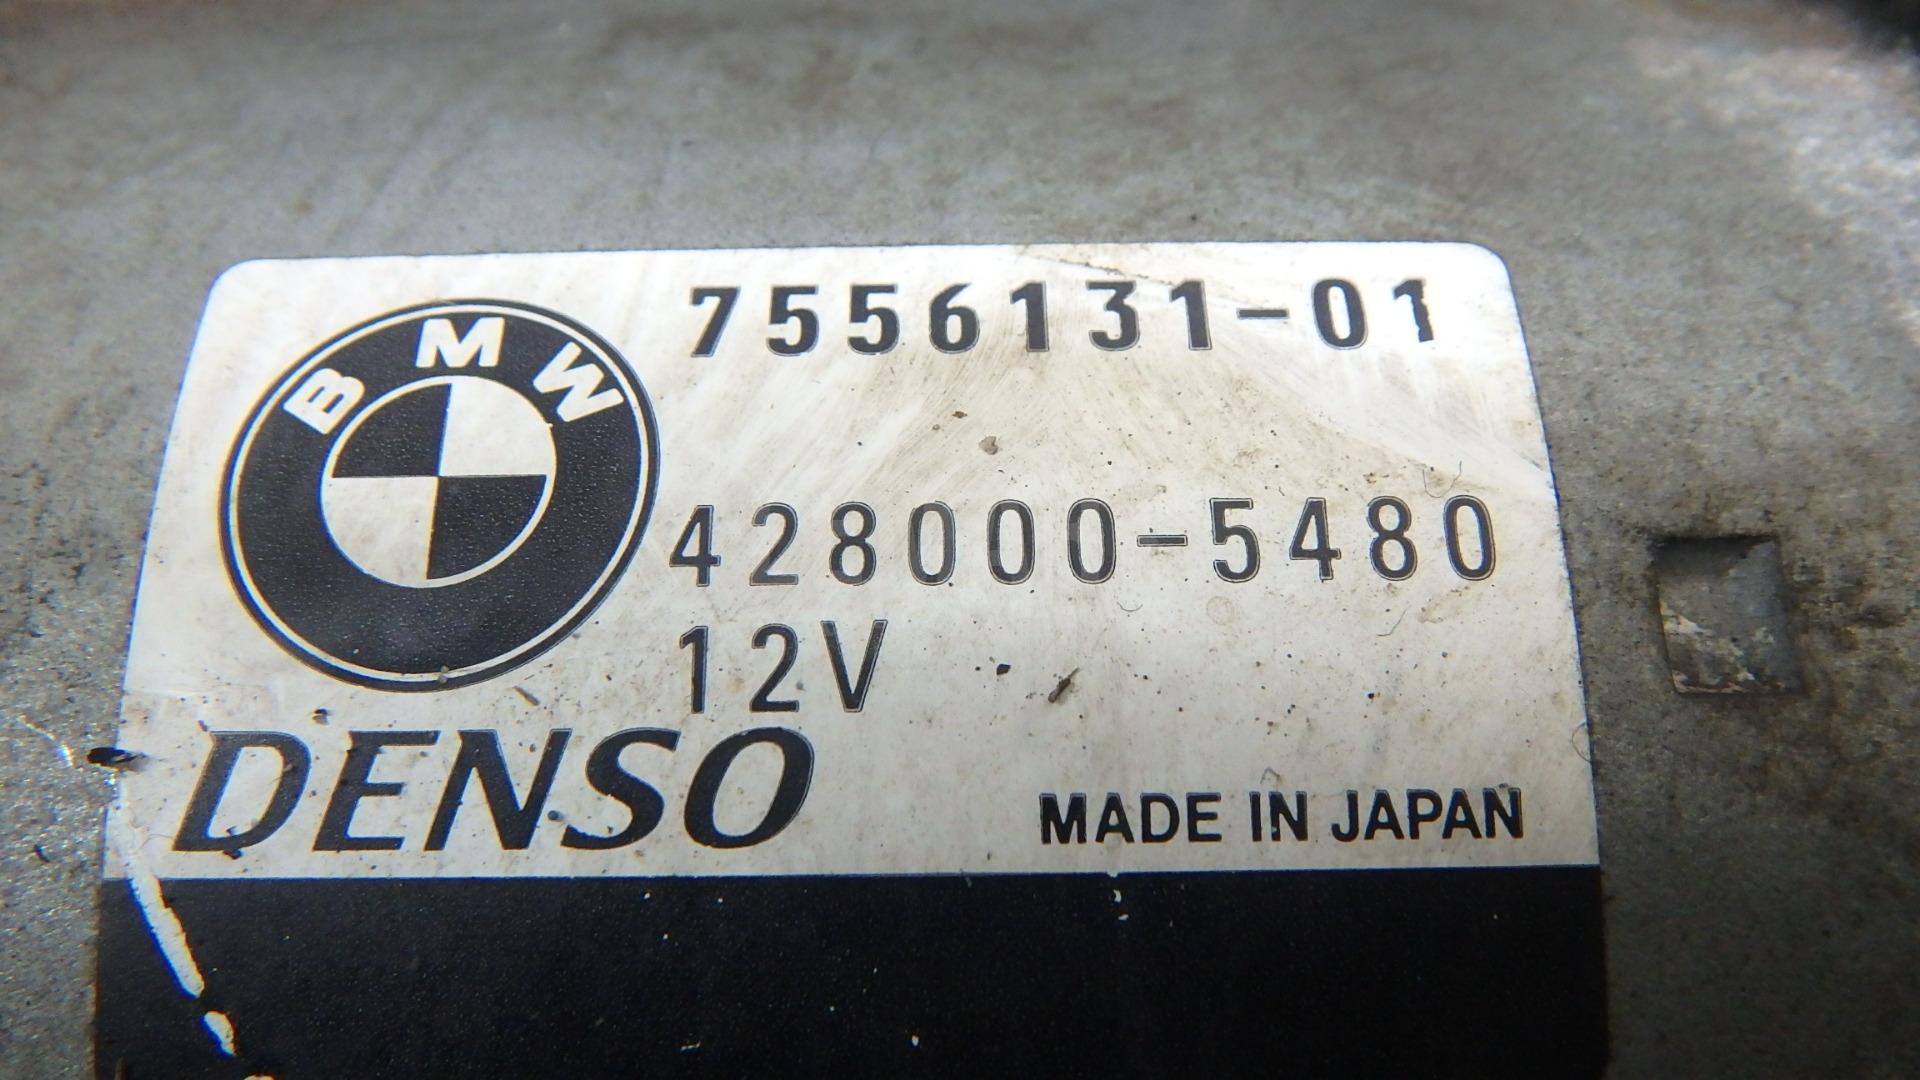 BMW
7556131-01
428000-5480
12V
DENSO
MADE IN JAPAN